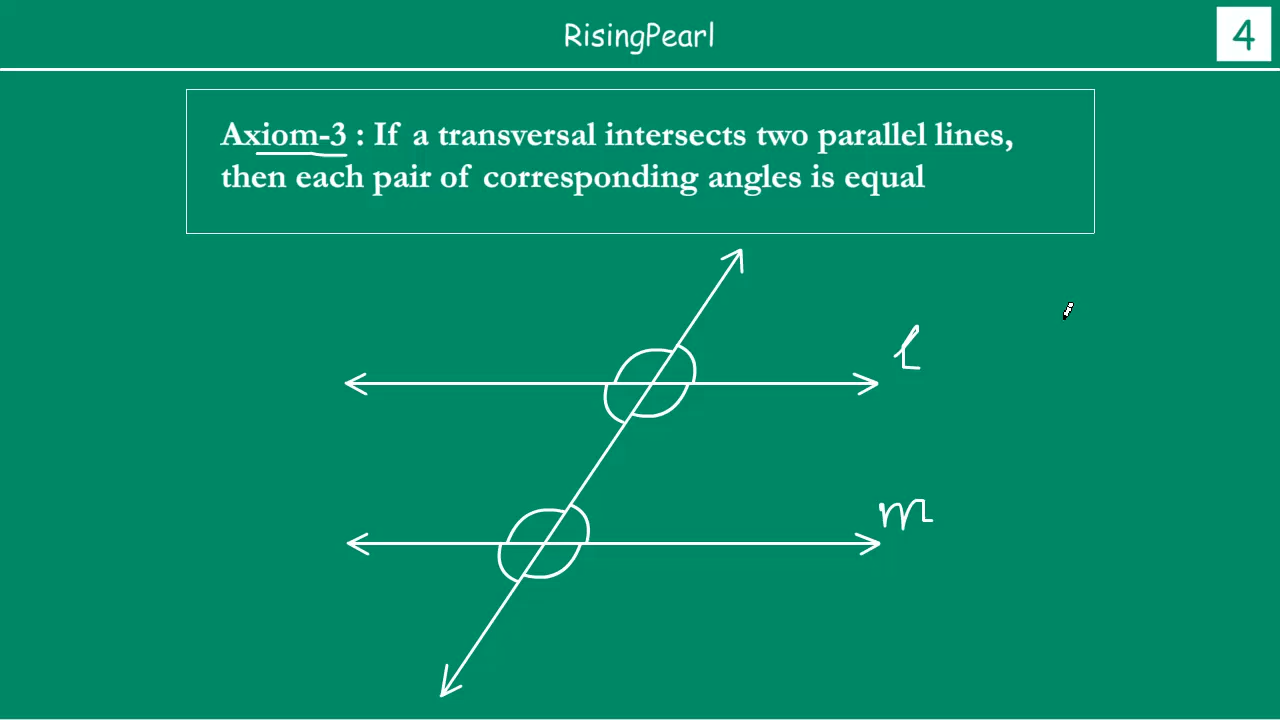 RisingPearl
4
Axiom-3 : If a transversal intersects two parallel lines,
then each pair of corresponding angles is equal
l
m